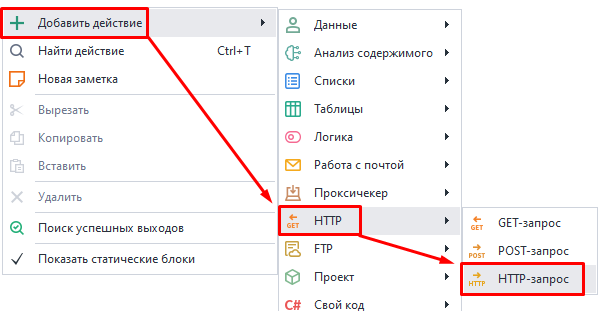 Добавить действие
Найти действие Ctrl+T
Новая заметка
Вырезать
Копировать
Вставить
Удалить
Поиск успешных выходов
Показать статические блоки
Данные
Анализ содержимого
Списки
Таблицы
Логика
Работа с почтой
Проксичекер
GET HTTP
FTP
Проект
C# Свой код
GET GET-запрос
POST POST-запрос
HTTP HTTP-запрос